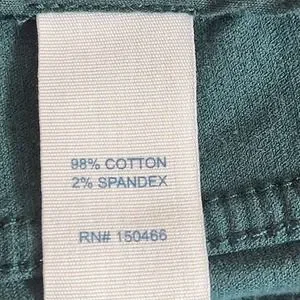 98% COTTON
2% SPANDEX
RN# 150466